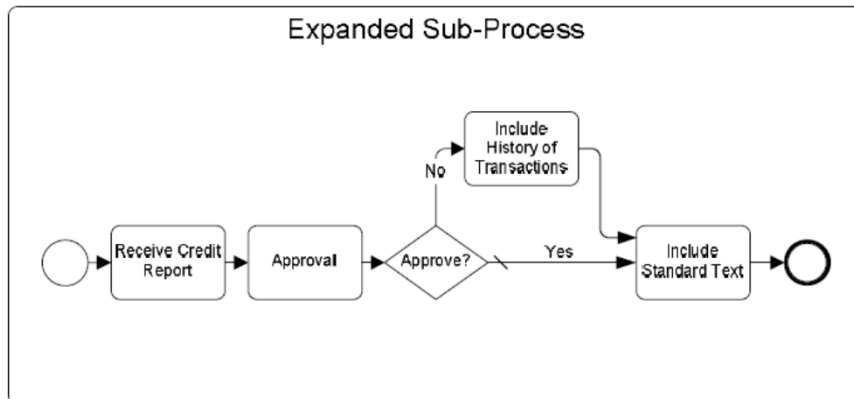 Expanded Sub-Process
Include
History of
Transactions
No
Receive Credit
Report
Approval
Approve?
Yes
Include
Standard Text